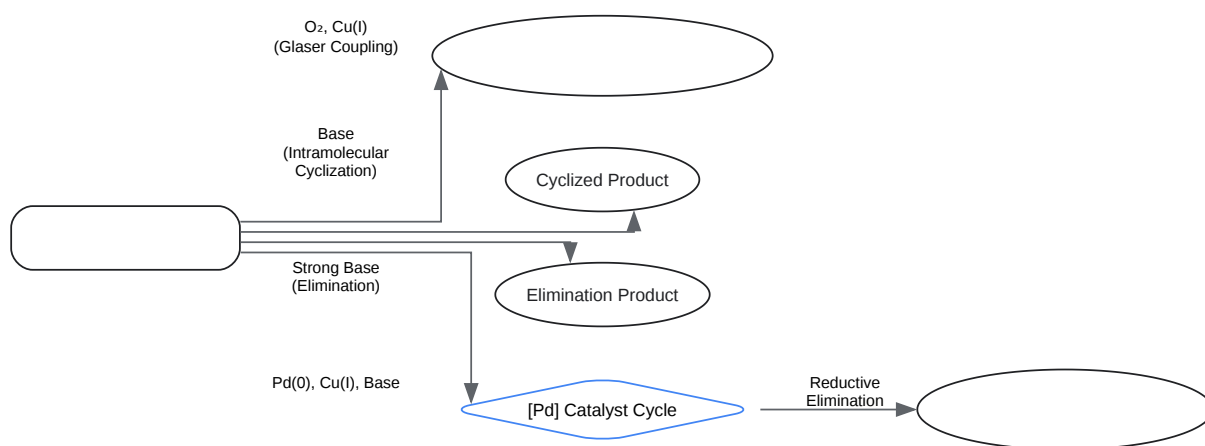 O₂, Cu(I)
(Glaser Coupling)
Base
(Intramolecular
Cyclization)
Cyclized Product
Strong Base
(Elimination)
Elimination Product
Pd(0), Cu(I), Base
[Pd] Catalyst Cycle
Reductive
Elimination